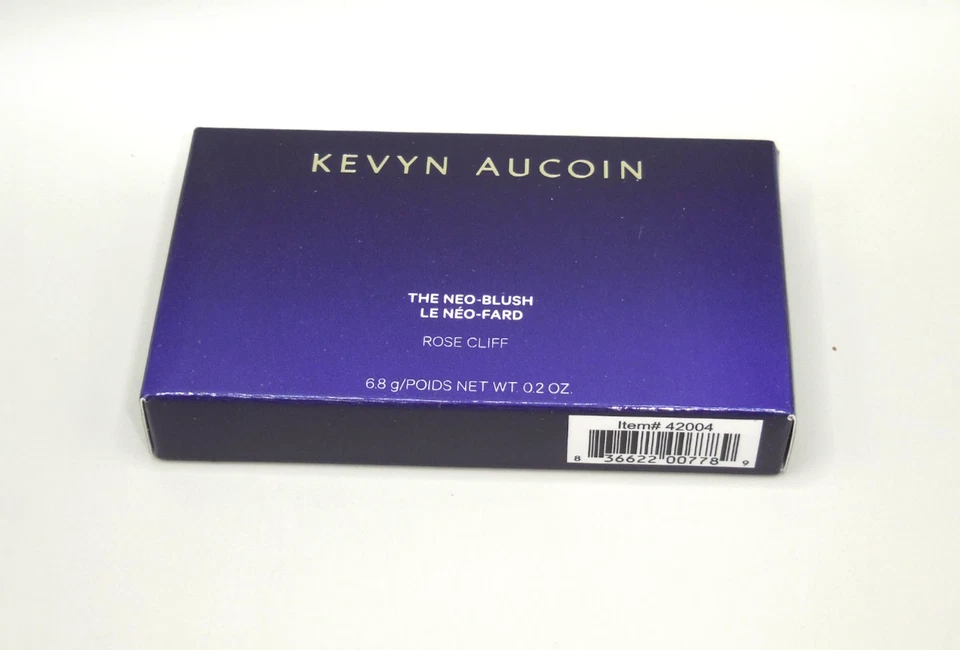 KEVYN AUCOIN
THE NEO-BLUSH
LE NÉO-FARD
ROSE CLIFF
6.8 g/POIDS NET WT. 0.2 OZ.
Item# 42004
8 36622 00778 9